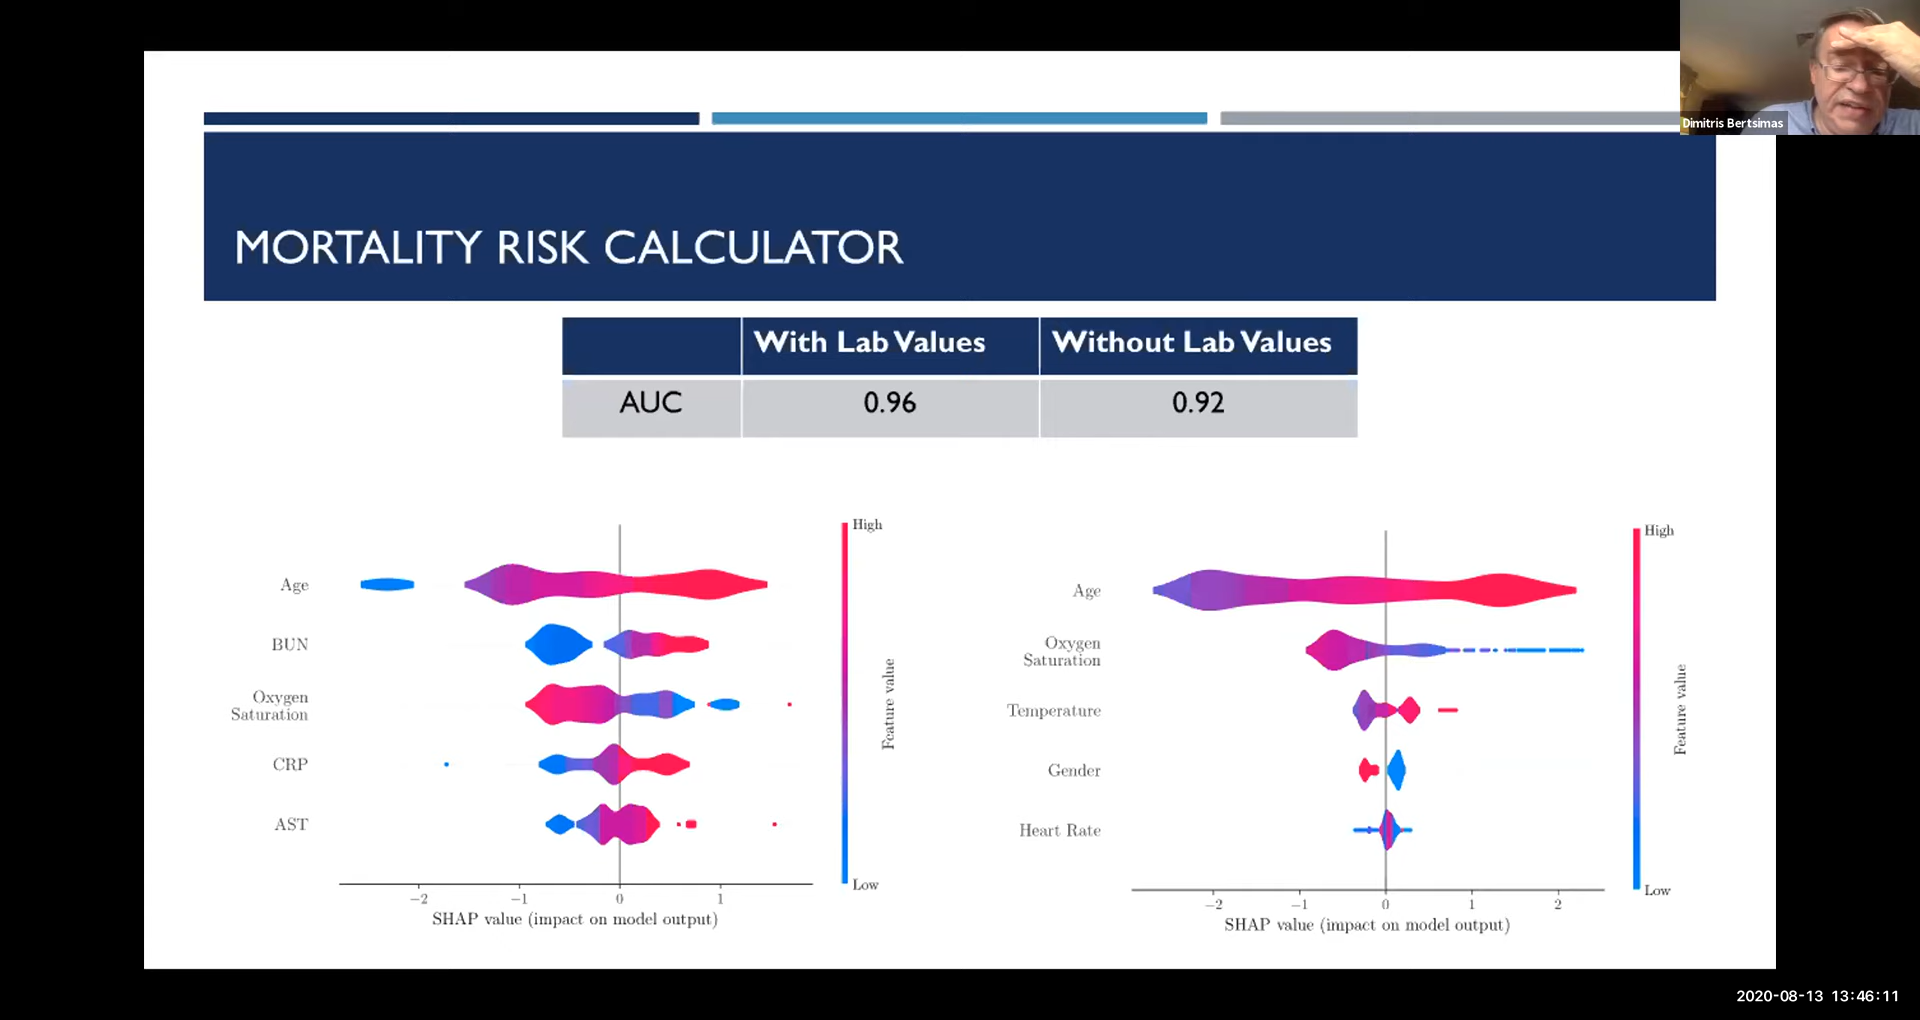 Dimitris Bertsimas
MORTALITY RISK CALCULATOR
With Lab Values Without Lab Values
AUC 0.96 0.92
High
Age
BUN
Oxygen
Saturation
CRP
AST
−2 −1 0 1
SHAP value (impact on model output)
Feature value
Low
High
Age
Oxygen
Saturation
Temperature
Gender
Heart Rate
−2 −1 0 1 2
SHAP value (impact on model output)
Feature value
Low
2020-08-13 13:46:11